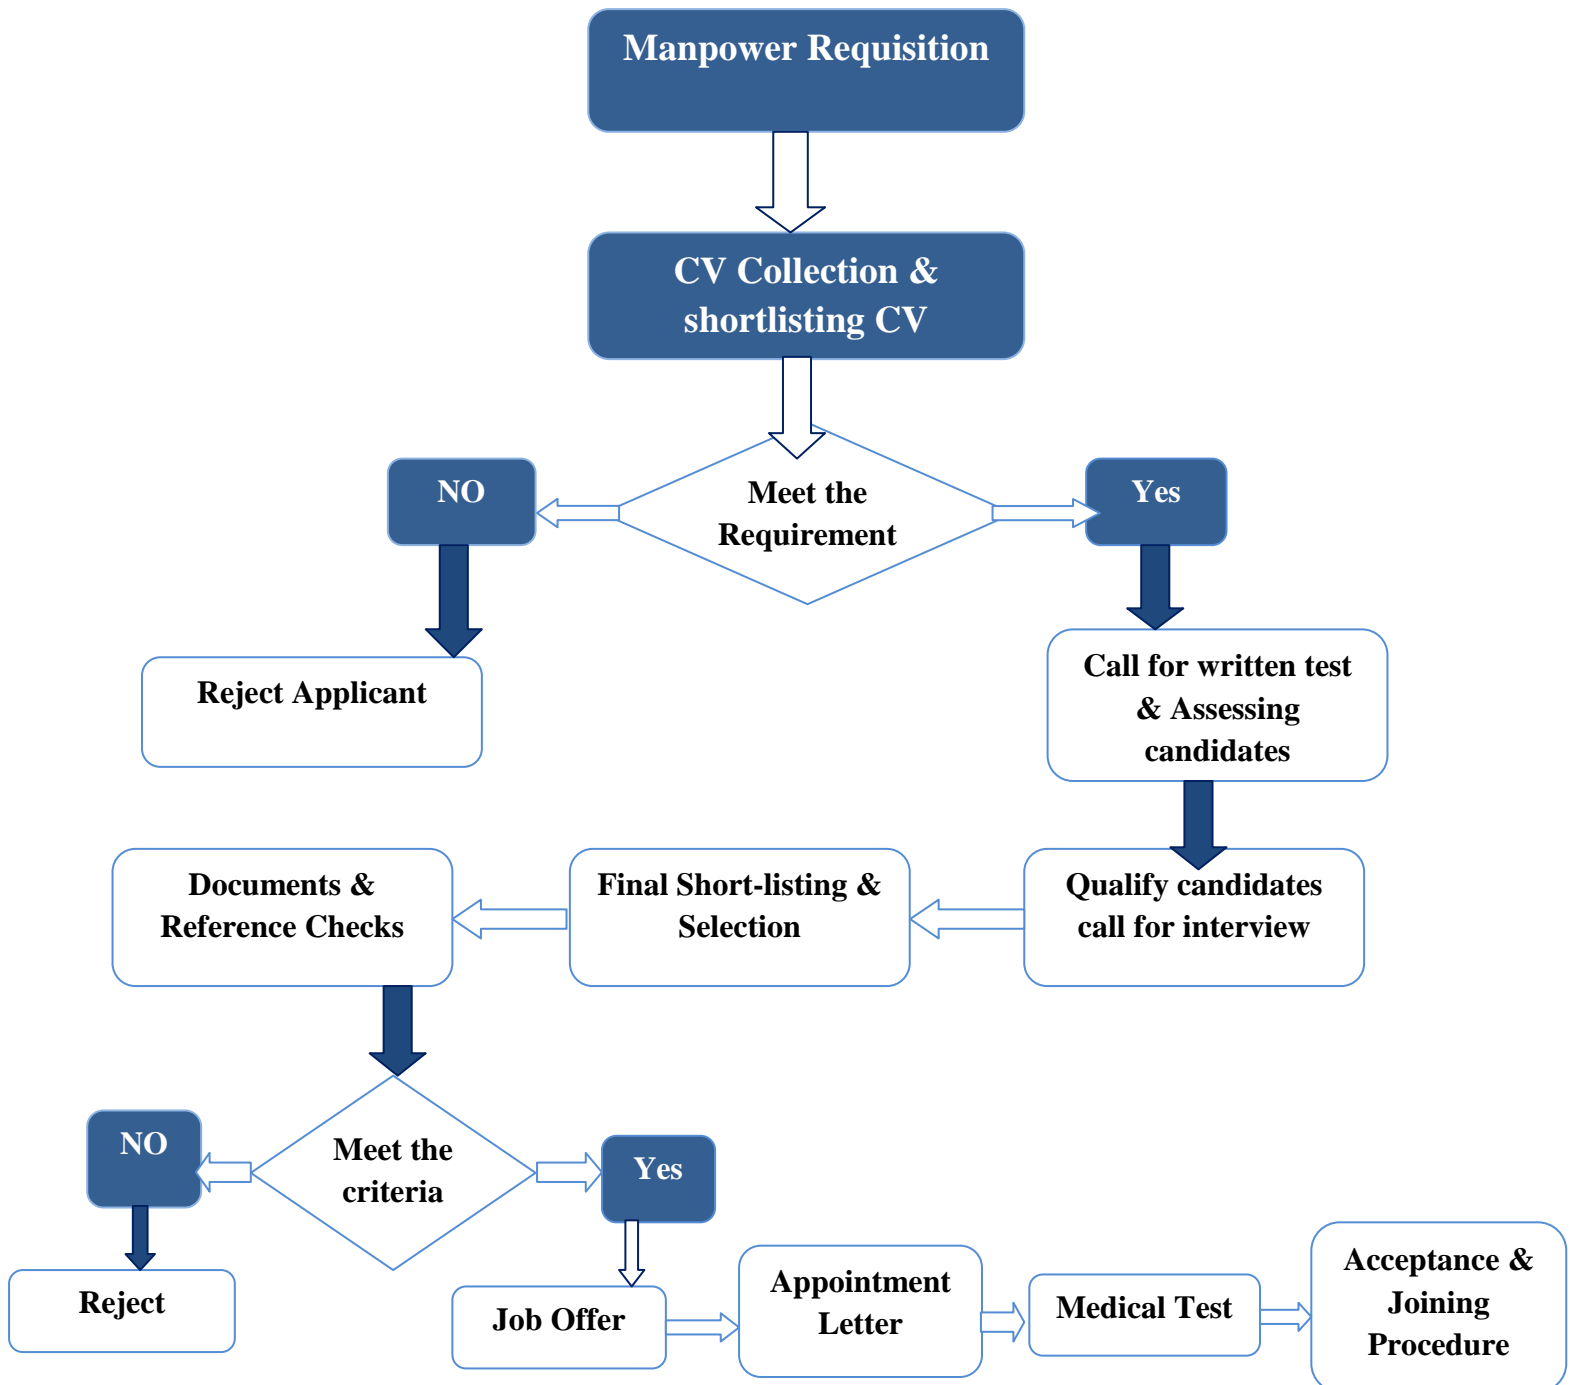 Manpower Requisition
CV Collection &
shortlisting CV
NO
Meet the
Requirement
Yes
Reject Applicant
Call for written test
& Assessing
candidates
Documents &
Reference Checks
Final Short-listing &
Selection
Qualify candidates
call for interview
NO
Meet the
criteria
Yes
Reject
Job Offer
Appointment
Letter
Medical Test
Acceptance &
Joining
Procedure